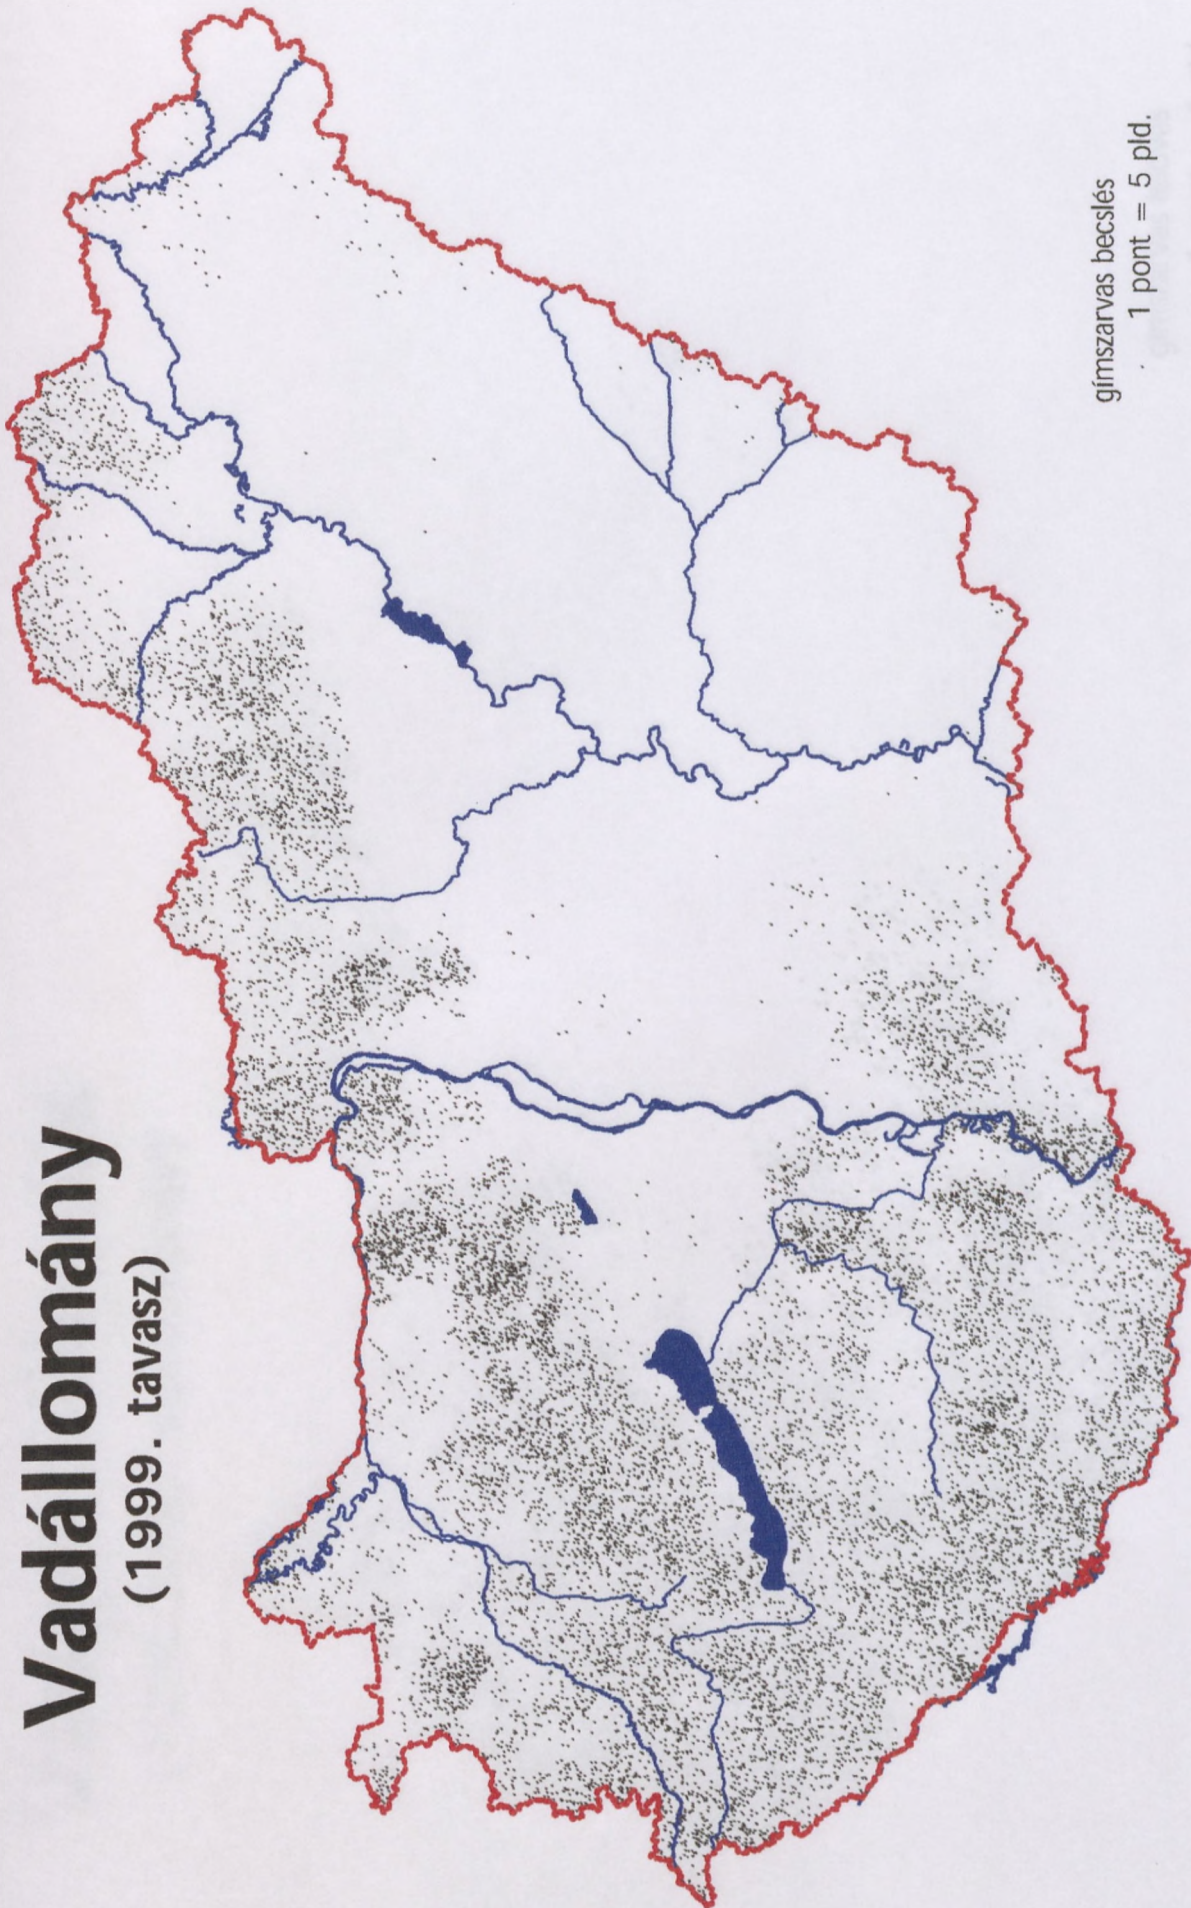 Vadállomány
(1999. tavasz)
gímszarvas becslés
1 pont = 5 pld.